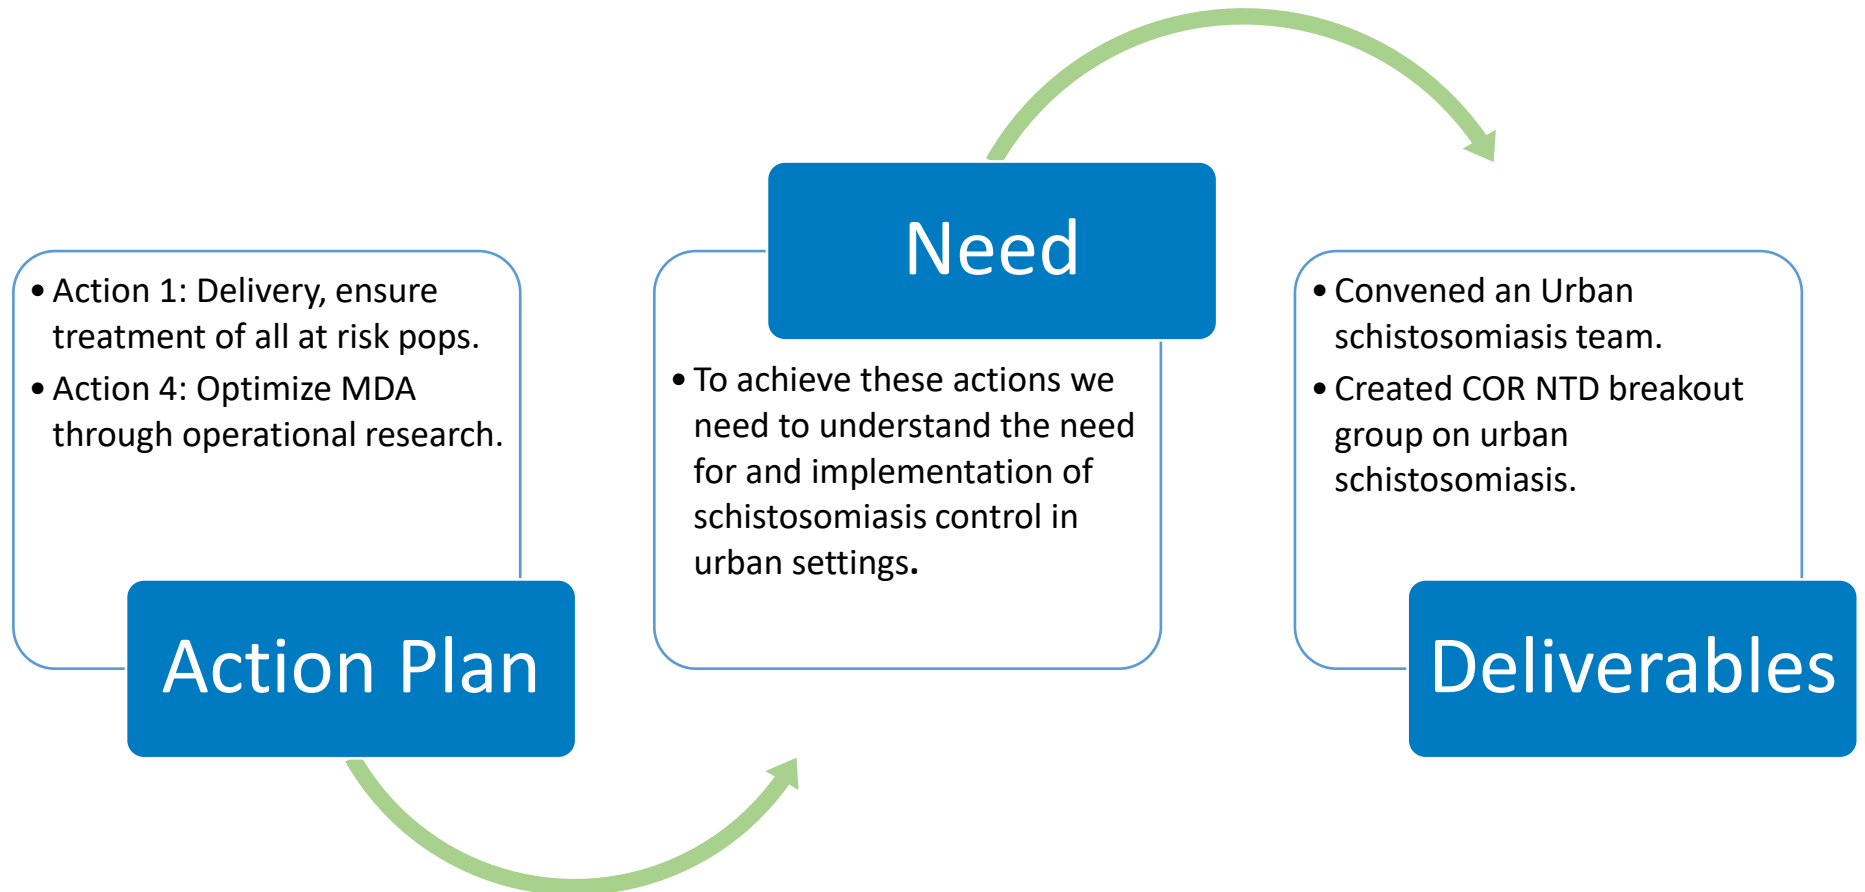 • Action 1: Delivery, ensure
treatment of all at risk pops.
• Action 4: Optimize MDA
through operational research.
Action Plan
Need
• To achieve these actions we
need to understand the need
for and implementation of
schistosomiasis control in
urban settings.
• Convened an Urban
schistosomiasis team.
• Created COR NTD breakout
group on urban
schistosomiasis.
Deliverables